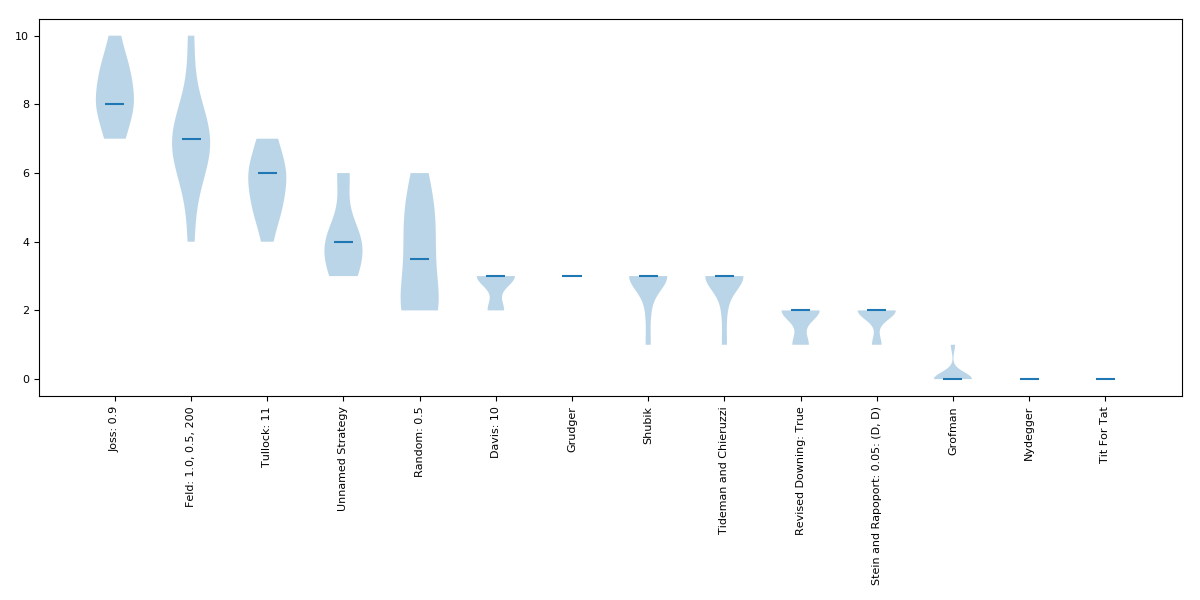 10
8
6
4
2
0
Joss: 0.9
Feld: 1.0, 0.5, 200
Tullock: 11
Unnamed Strategy
Random: 0.5
Davis: 10
Grudger
Shubik
Tideman and Chieruzzi
Revised Downing: True
Stein and Rapoport: 0.05: (D, D)
Grofman
Nydegger
Tit For Tat